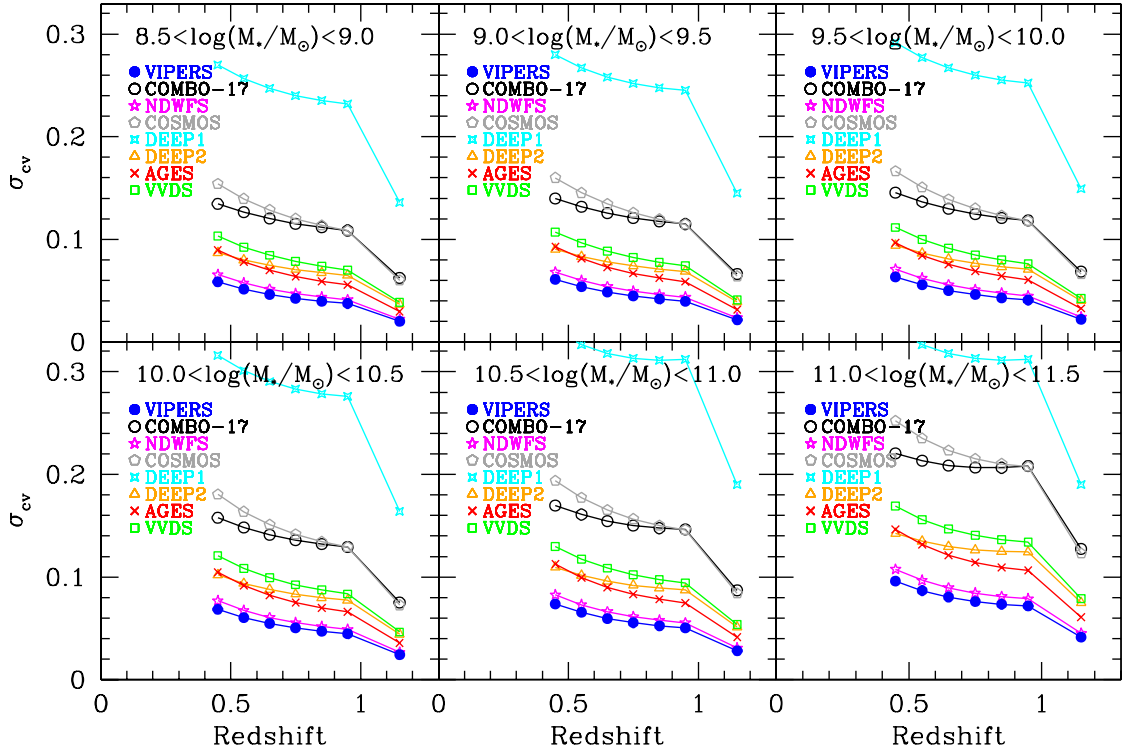 0.3
0.2
0.1
0
σcv
8.5<log(M*/M⊙)<9.0
VIPERS
COMBO-17
NDWFS
COSMOS
DEEP1
DEEP2
AGES
VVDS
9.0<log(M*/M⊙)<9.5
VIPERS
COMBO-17
NDWFS
COSMOS
DEEP1
DEEP2
AGES
VVDS
9.5<log(M*/M⊙)<10.0
VIPERS
COMBO-17
NDWFS
COSMOS
DEEP1
DEEP2
AGES
VVDS
0.3
0.2
0.1
0
σcv
10.0<log(M*/M⊙)<10.5
VIPERS
COMBO-17
NDWFS
COSMOS
DEEP1
DEEP2
AGES
VVDS
10.5<log(M*/M⊙)<11.0
VIPERS
COMBO-17
NDWFS
COSMOS
DEEP1
DEEP2
AGES
VVDS
11.0<log(M*/M⊙)<11.5
VIPERS
COMBO-17
NDWFS
COSMOS
DEEP1
DEEP2
AGES
VVDS
0 0.5 1 0 0.5 1 0 0.5 1
Redshift Redshift Redshift